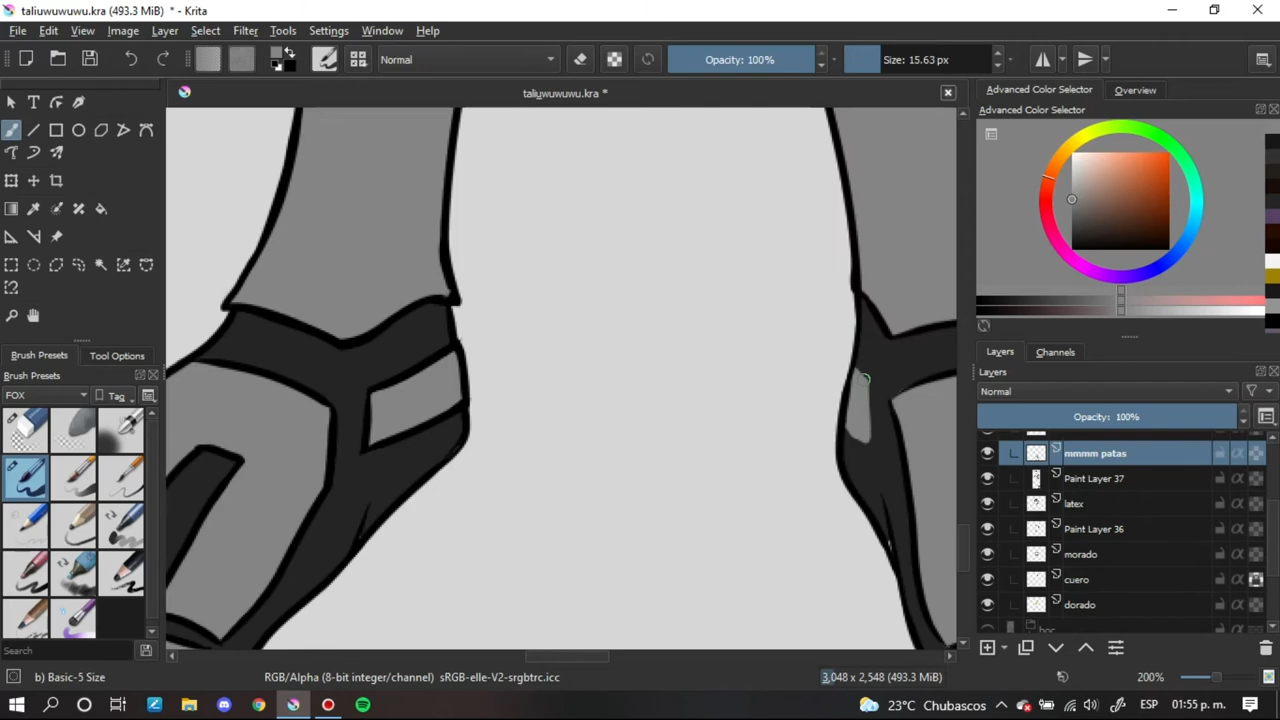 taliuwuwuwu.kra (493.3 MiB) * - Krita
File Edit View Image Layer Select Filter Tools Settings Window Help
Normal Opacity: 100% Size: 15.63 px
taliuwuwuwu.kra *
Advanced Color Selector Overview
Advanced Color Selector
Brush Presets Tool Options
Brush Presets
FOX Tag
Search
Layers Channels
Layers
Normal
Opacity: 100%
mmmm patas
Paint Layer 37
latex
Paint Layer 36
morado
cuero
dorado
b) Basic-5 Size RGB/Alpha (8-bit integer/channel) sRGB-elle-V2-srgbtrc.icc 3,048 x 2,548 (493.3 MiB) 200%
23°C Chubascos ESP 01:55 p. m.